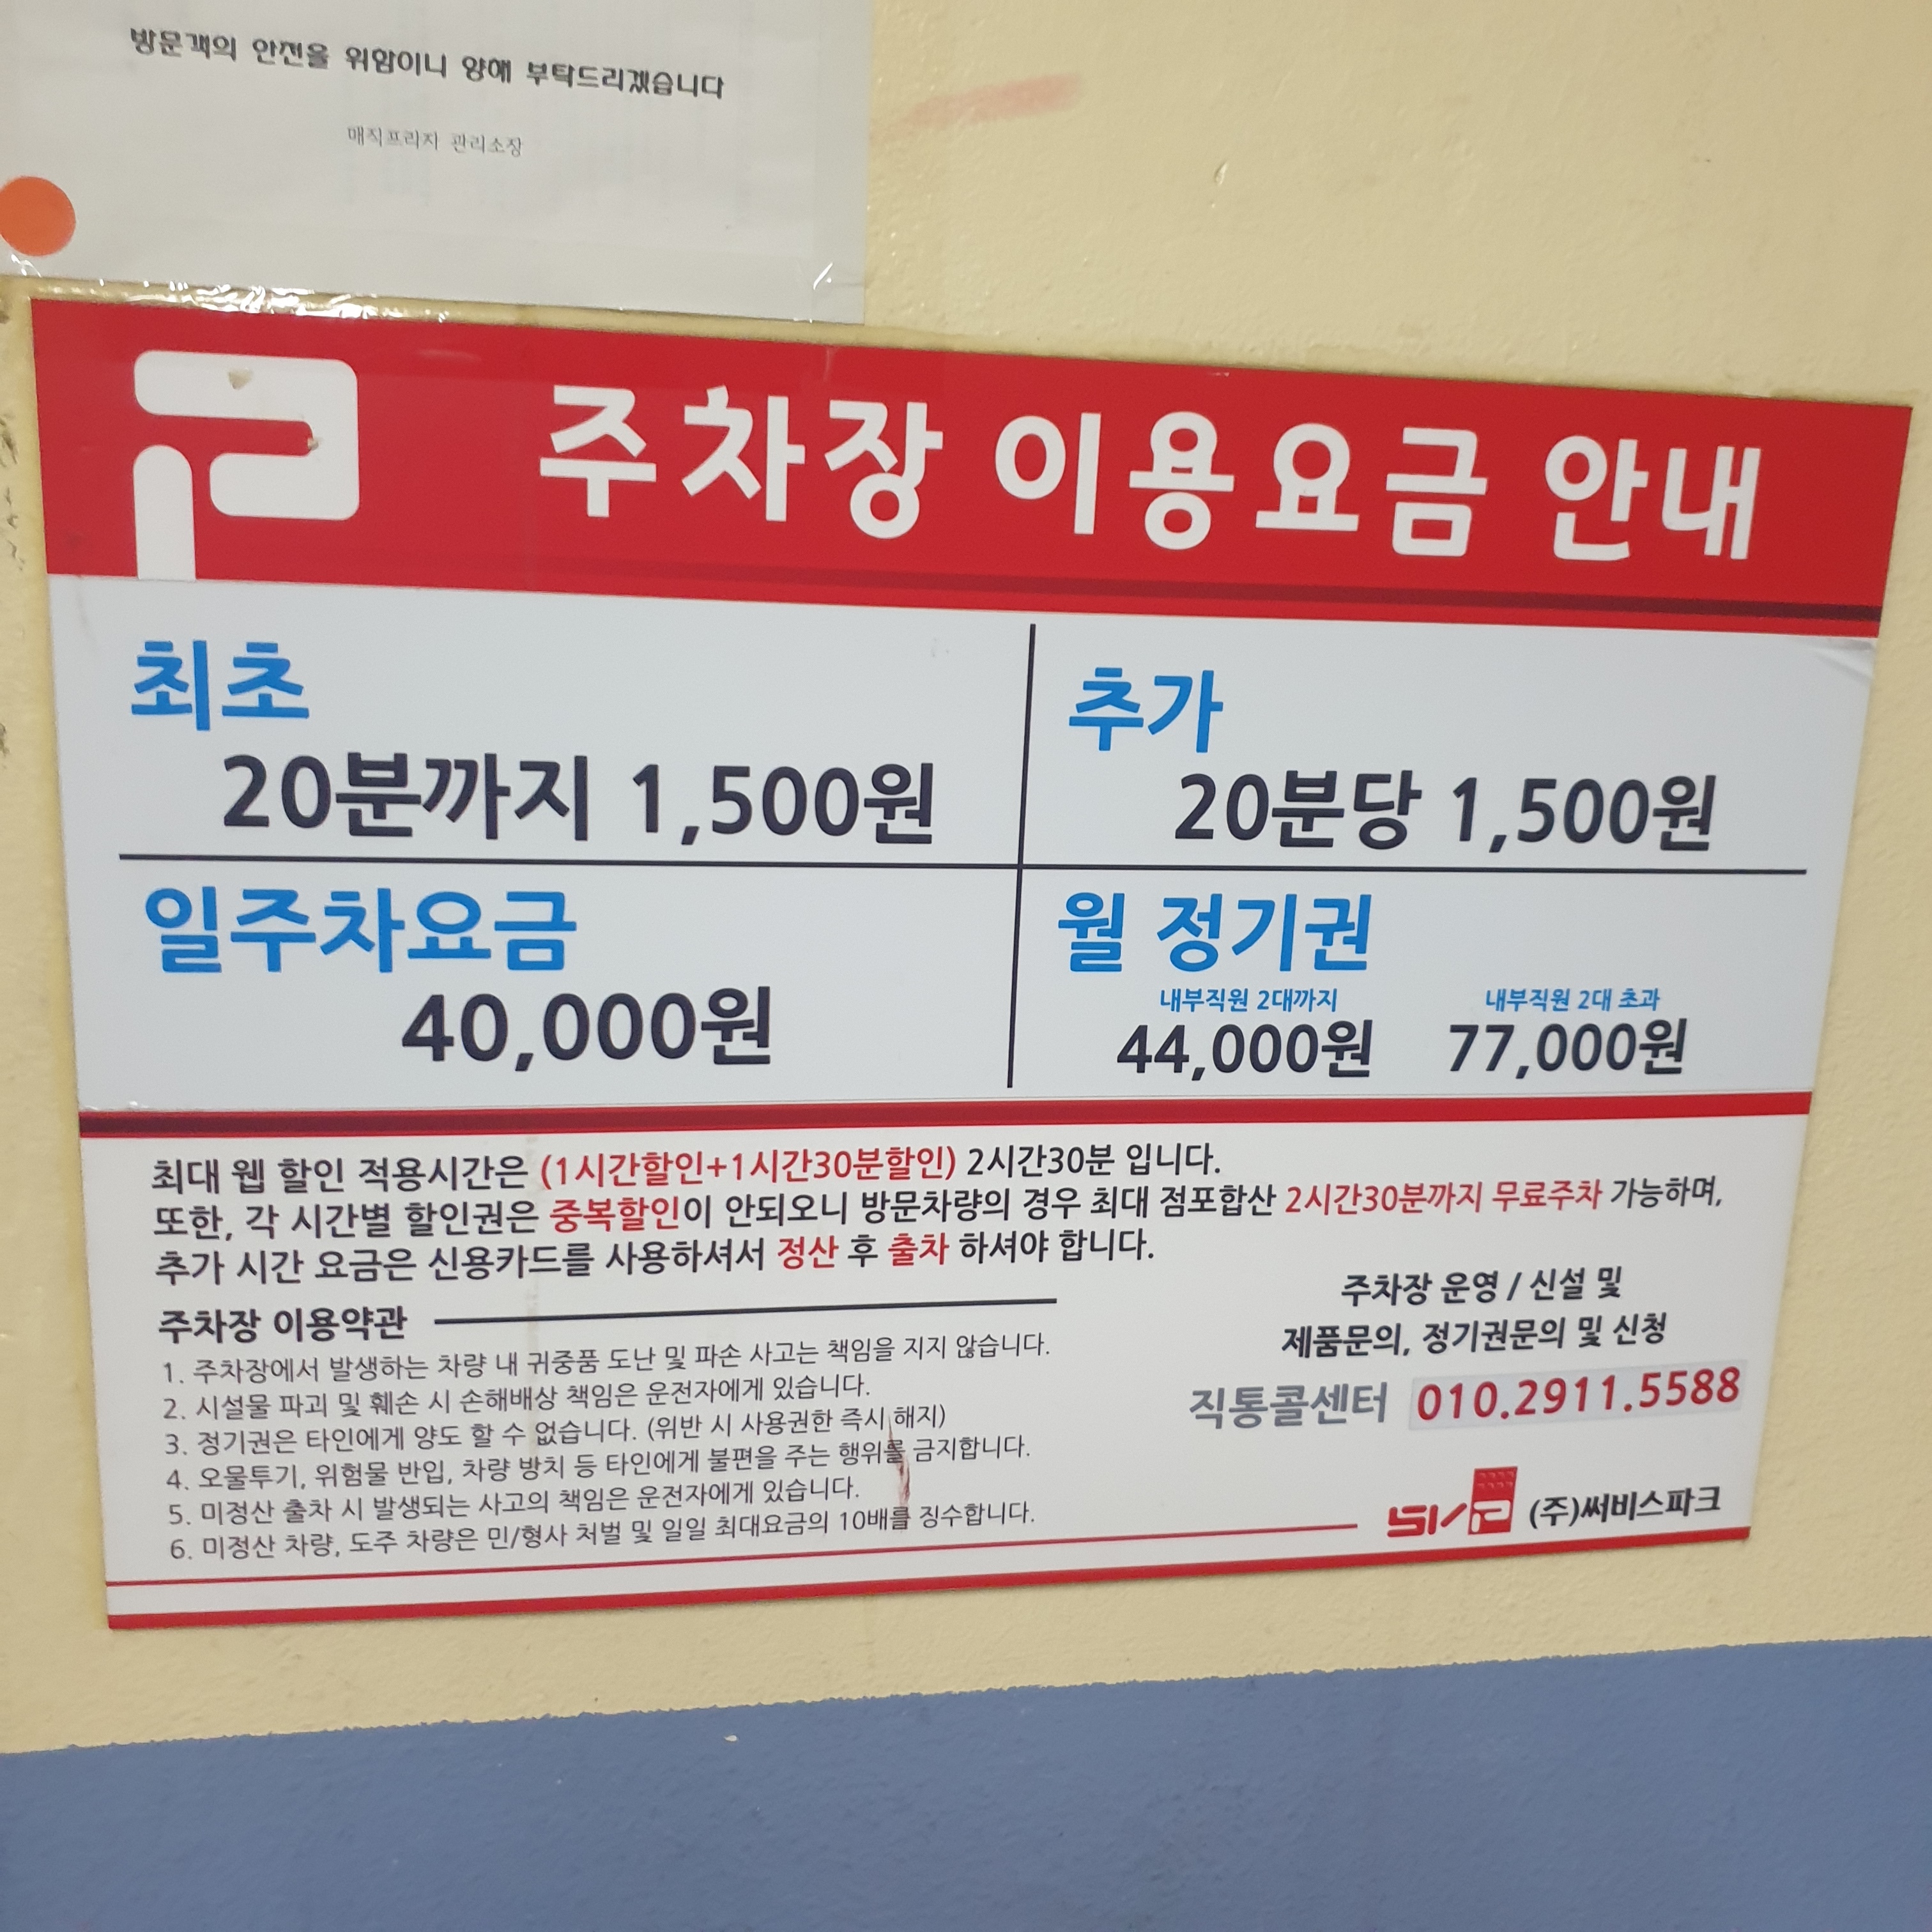 방문객의 안전을 위함이니 양해 부탁드리겠습니다
매직프리자 관리소장
주차장 이용요금 안내
최초
20분까지 1,500원
추가
20분당 1,500원
일주차요금
40,000원
월 정기권
내부직원 2대까지
44,000원
내부직원 2대 초과
77,000원
최대 웹 할인 적용시간은 (1시간할인+1시간30분할인) 2시간30분 입니다.
또한, 각 시간별 할인권은 중복할인이 안되오니 방문차량의 경우 최대 점포합산 2시간30분까지 무료주차 가능하며,
추가 시간 요금은 신용카드를 사용하셔서 정산 후 출차 하셔야 합니다.
주차장 이용약관
1. 주차장에서 발생하는 차량 내 귀중품 도난 및 파손 사고는 책임을 지지 않습니다.
2. 시설물 파괴 및 훼손 시 손해배상 책임은 운전자에게 있습니다.
3. 정기권은 타인에게 양도 할 수 없습니다. (위반 시 사용권한 즉시 해지)
4. 오물투기, 위험물 반입, 차량 방치 등 타인에게 불편을 주는 행위를 금지합니다.
5. 미정산 출차 시 발생되는 사고의 책임은 운전자에게 있습니다.
6. 미정산 차량, 도주 차량은 민/형사 처벌 및 일일 최대요금의 10배를 징수합니다.
주차장 운영 / 신설 및
제품문의, 정기권문의 및 신청
직통콜센터 010.2911.5588
(주)써비스파크